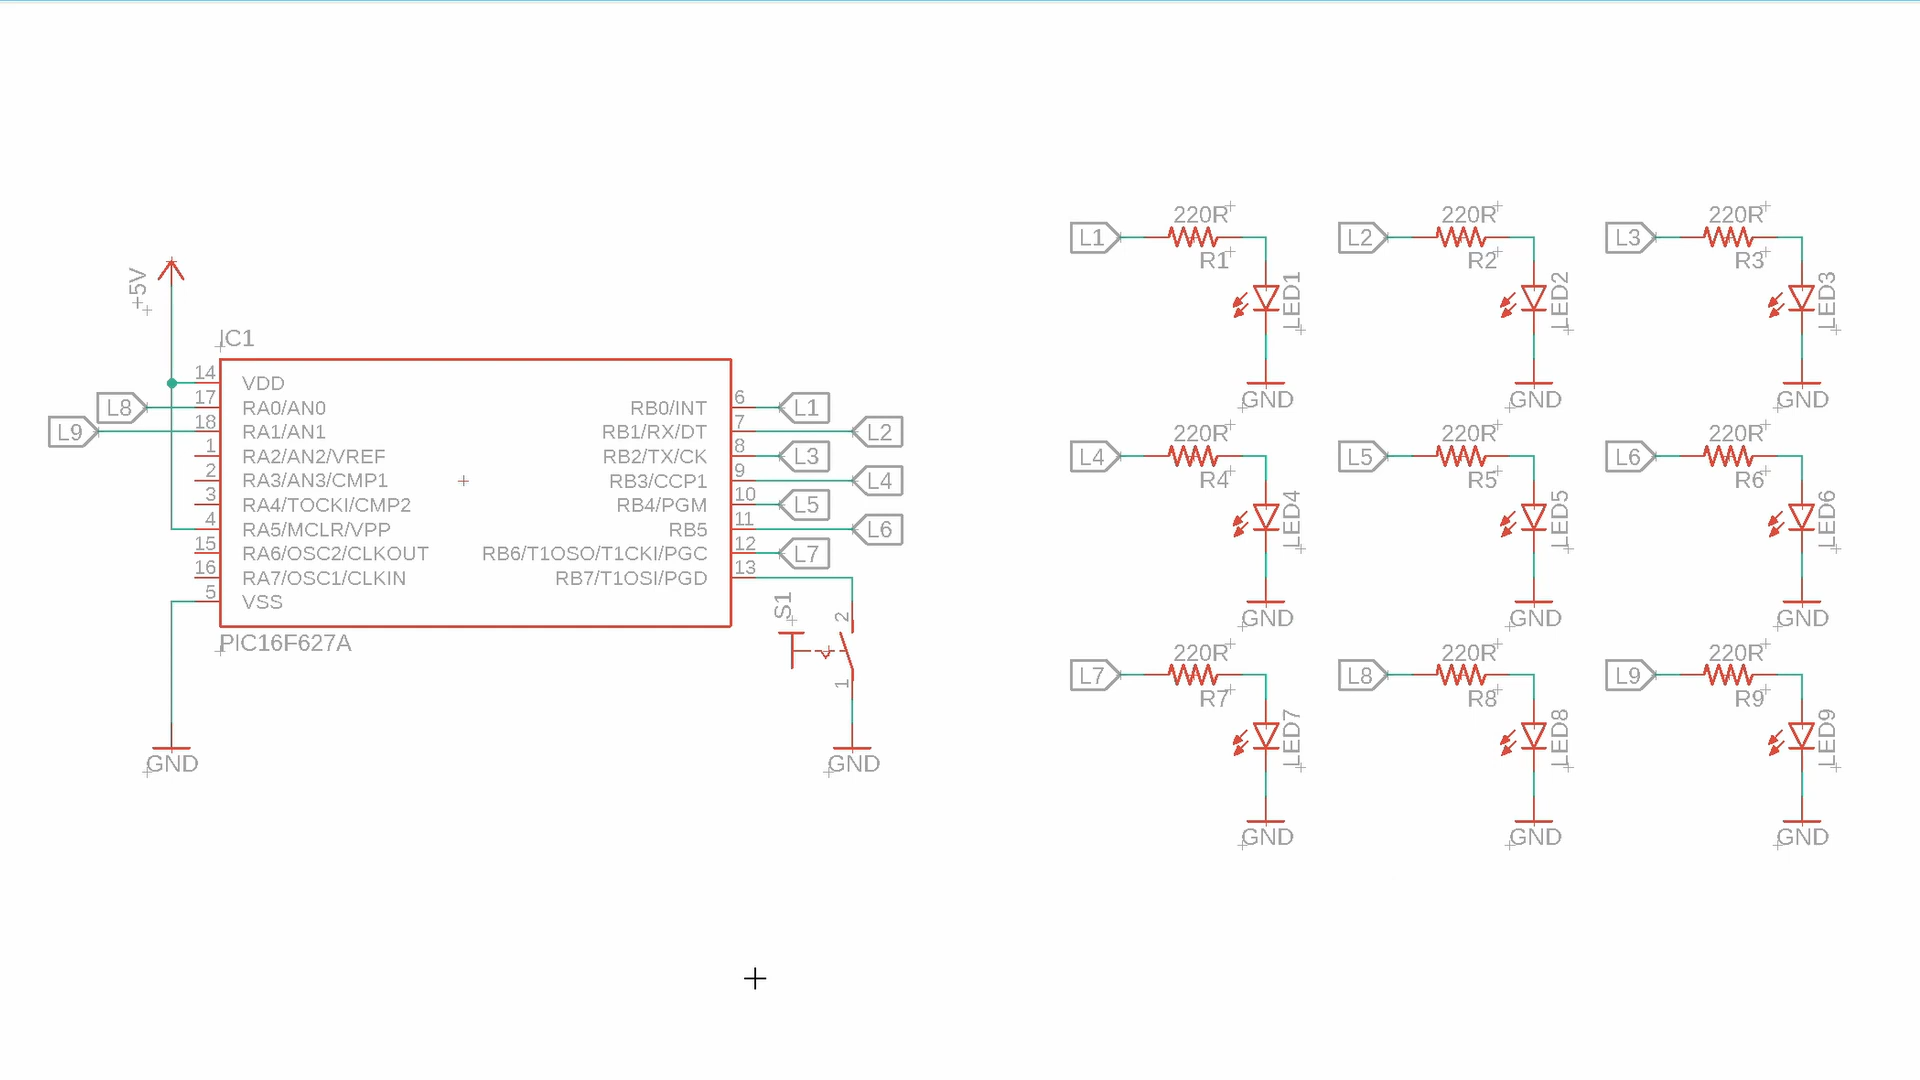 +5V
IC1
14 VDD
17 RA0/AN0
18 RA1/AN1
1 RA2/AN2/VREF
2 RA3/AN3/CMP1
3 RA4/TOCKI/CMP2
4 RA5/MCLR/VPP
15 RA6/OSC2/CLKOUT
16 RA7/OSC1/CLKIN
5 VSS
L8
L9
RB0/INT 6 L1
RB1/RX/DT 7 L2
RB2/TX/CK 8 L3
RB3/CCP1 9 L4
RB4/PGM 10 L5
RB5 11 L6
RB6/T1OSO/T1CKI/PGC 12 L7
RB7/T1OSI/PGD 13
PIC16F627A
S1
2
1
GND
GND
L1 220R R1 LED1 GND
L2 220R R2 LED2 GND
L3 220R R3 LED3 GND
L4 220R R4 LED4 GND
L5 220R R5 LED5 GND
L6 220R R6 LED6 GND
L7 220R R7 LED7 GND
L8 220R R8 LED8 GND
L9 220R R9 LED9 GND